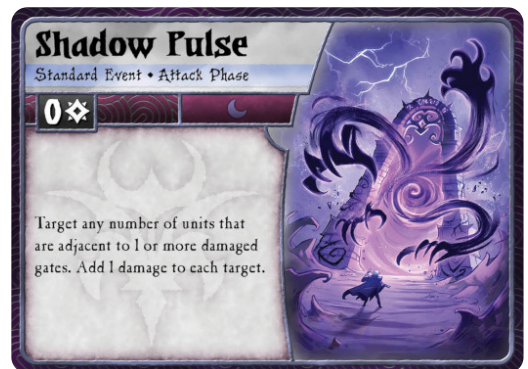 Shadow Pulse
Standard Event • Attack Phase
0
Target any number of units that
are adjacent to 1 or more damaged
gates. Add 1 damage to each target.